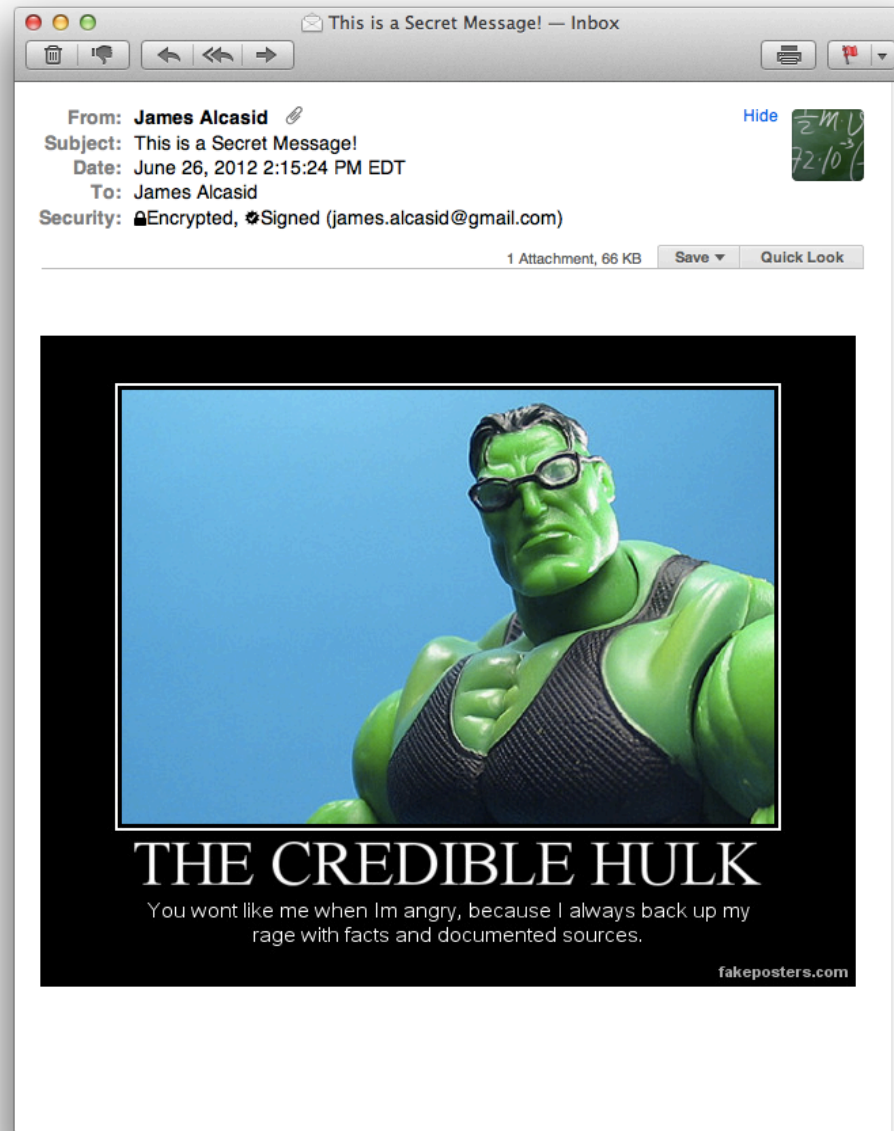 This is a Secret Message! — Inbox
From: James Alcasid
Hide
Subject: This is a Secret Message!
Date: June 26, 2012 2:15:24 PM EDT
To: James Alcasid
Security: Encrypted, Signed (james.alcasid@gmail.com)
1 Attachment, 66 KB Save Quick Look
THE CREDIBLE HULK
You wont like me when Im angry, because I always back up my
rage with facts and documented sources.
fakeposters.com